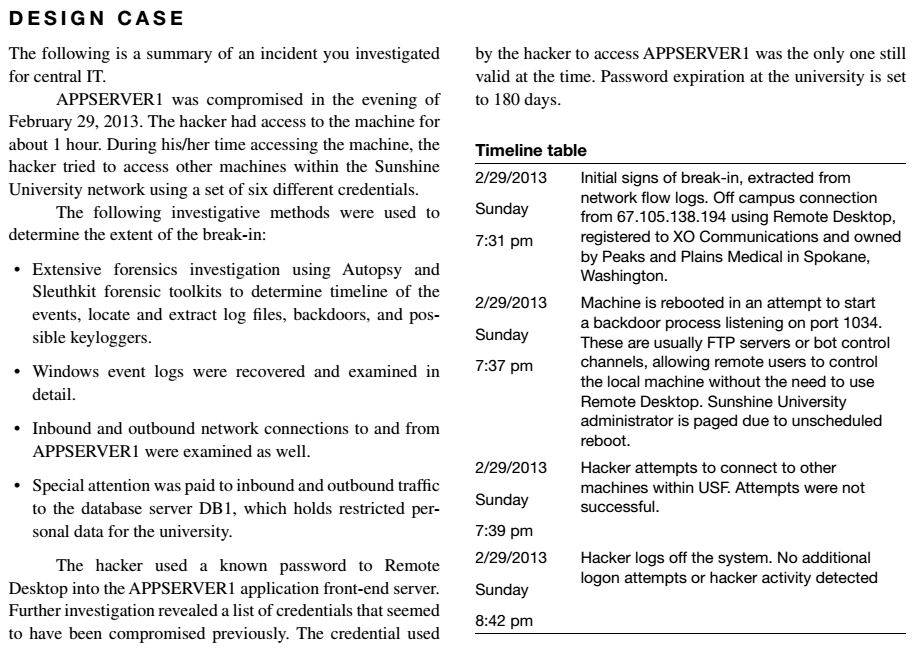 DESIGN CASE
The following is a summary of an incident you investigated
for central IT.
APPSERVER1 was compromised in the evening of
February 29, 2013. The hacker had access to the machine for
about 1 hour. During his/her time accessing the machine, the
hacker tried to access other machines within the Sunshine
University network using a set of six different credentials.
The following investigative methods were used to
determine the extent of the break-in:
• Extensive forensics investigation using Autopsy and
Sleuthkit forensic toolkits to determine timeline of the
events, locate and extract log files, backdoors, and pos-
sible keyloggers.
• Windows event logs were recovered and examined in
detail.
• Inbound and outbound network connections to and from
APPSERVER1 were examined as well.
• Special attention was paid to inbound and outbound traffic
to the database server DB1, which holds restricted per-
sonal data for the university.
The hacker used a known password to Remote
Desktop into the APPSERVER1 application front-end server.
Further investigation revealed a list of credentials that seemed
to have been compromised previously. The credential used
by the hacker to access APPSERVER1 was the only one still
valid at the time. Password expiration at the university is set
to 180 days.
Timeline table
2/29/2013
Sunday
7:31 pm
Initial signs of break-in, extracted from
network flow logs. Off campus connection
from 67.105.138.194 using Remote Desktop,
registered to XO Communications and owned
by Peaks and Plains Medical in Spokane,
Washington.
2/29/2013
Sunday
7:37 pm
Machine is rebooted in an attempt to start
a backdoor process listening on port 1034.
These are usually FTP servers or bot control
channels, allowing remote users to control
the local machine without the need to use
Remote Desktop. Sunshine University
administrator is paged due to unscheduled
reboot.
2/29/2013
Sunday
7:39 pm
Hacker attempts to connect to other
machines within USF. Attempts were not
successful.
2/29/2013
Sunday
8:42 pm
Hacker logs off the system. No additional
logon attempts or hacker activity detected